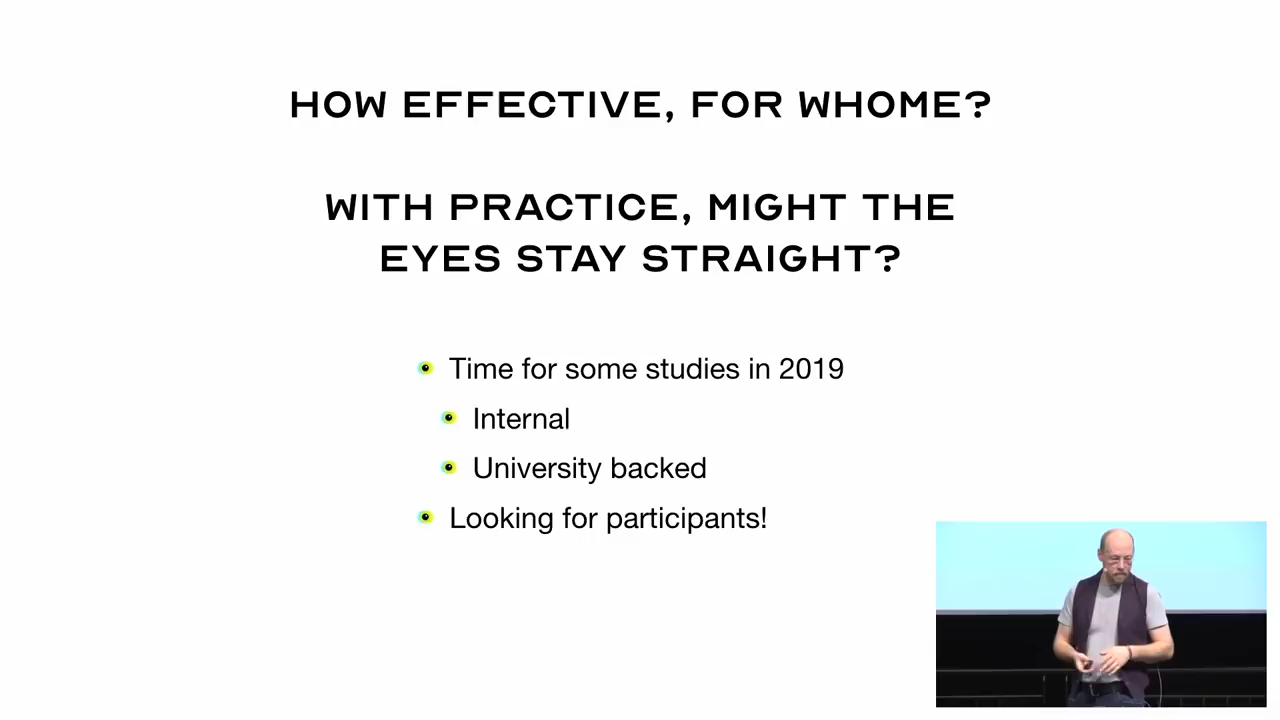 HOW EFFECTIVE, FOR WHOME?
WITH PRACTICE, MIGHT THE
EYES STAY STRAIGHT?
Time for some studies in 2019
Internal
University backed
Looking for participants!